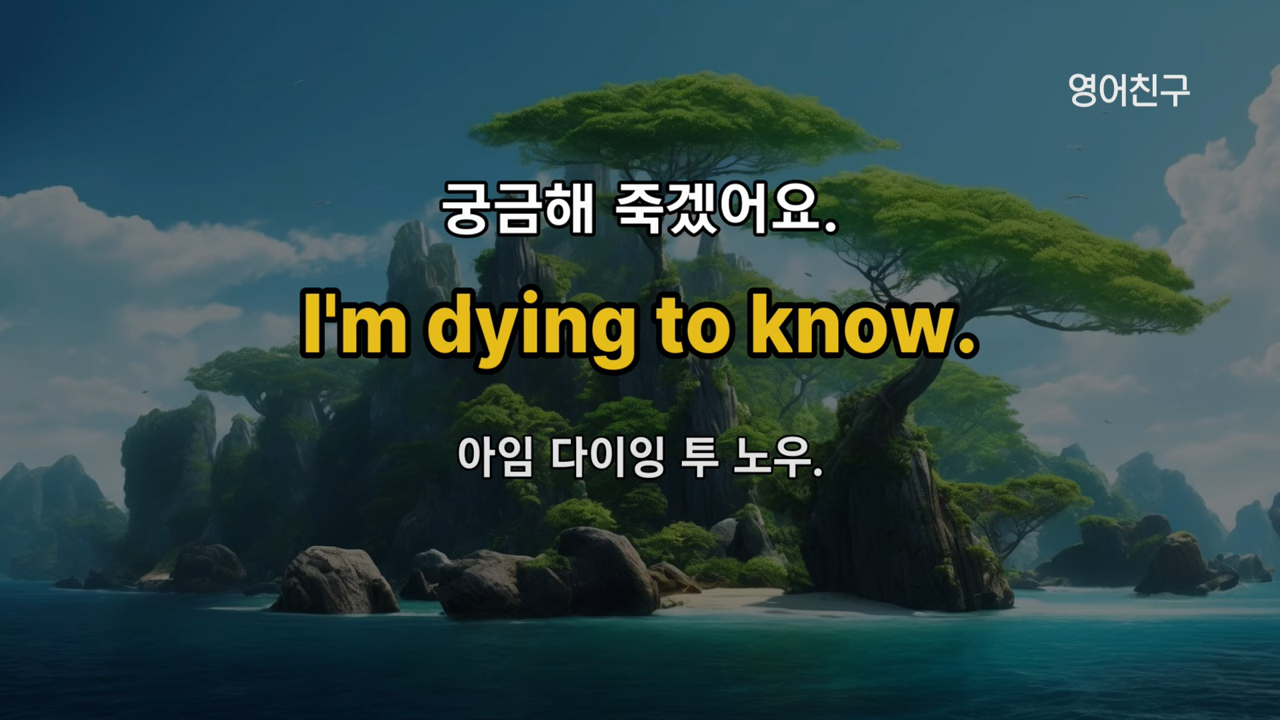 영어친구
궁금해 죽겠어요.
I'm dying to know.
아임 다이잉 투 노우.